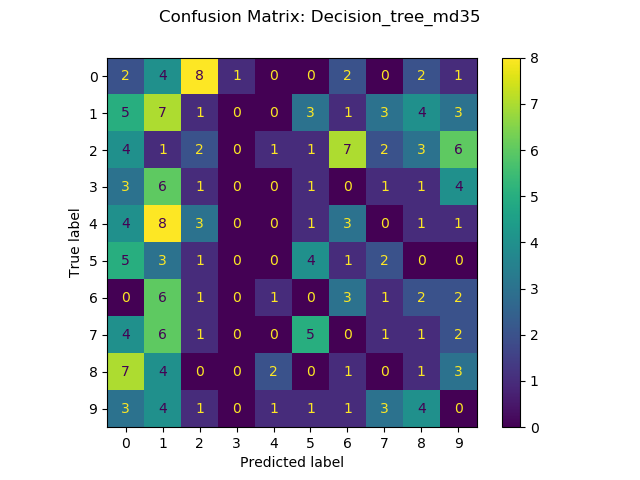 Confusion Matrix: Decision_tree_md35
0 2 4 8 1 0 0 2 0 2 1
1 5 7 1 0 0 3 1 3 4 3
2 4 1 2 0 1 1 7 2 3 6
3 3 6 1 0 0 1 0 1 1 4
4 4 8 3 0 0 1 3 0 1 1
5 5 3 1 0 0 4 1 2 0 0
6 0 6 1 0 1 0 3 1 2 2
7 4 6 1 0 0 5 0 1 1 2
8 7 4 0 0 2 0 1 0 1 3
9 3 4 1 0 1 1 1 3 4 0
0 1 2 3 4 5 6 7 8 9
Predicted label
True label
8
7
6
5
4
3
2
1
0